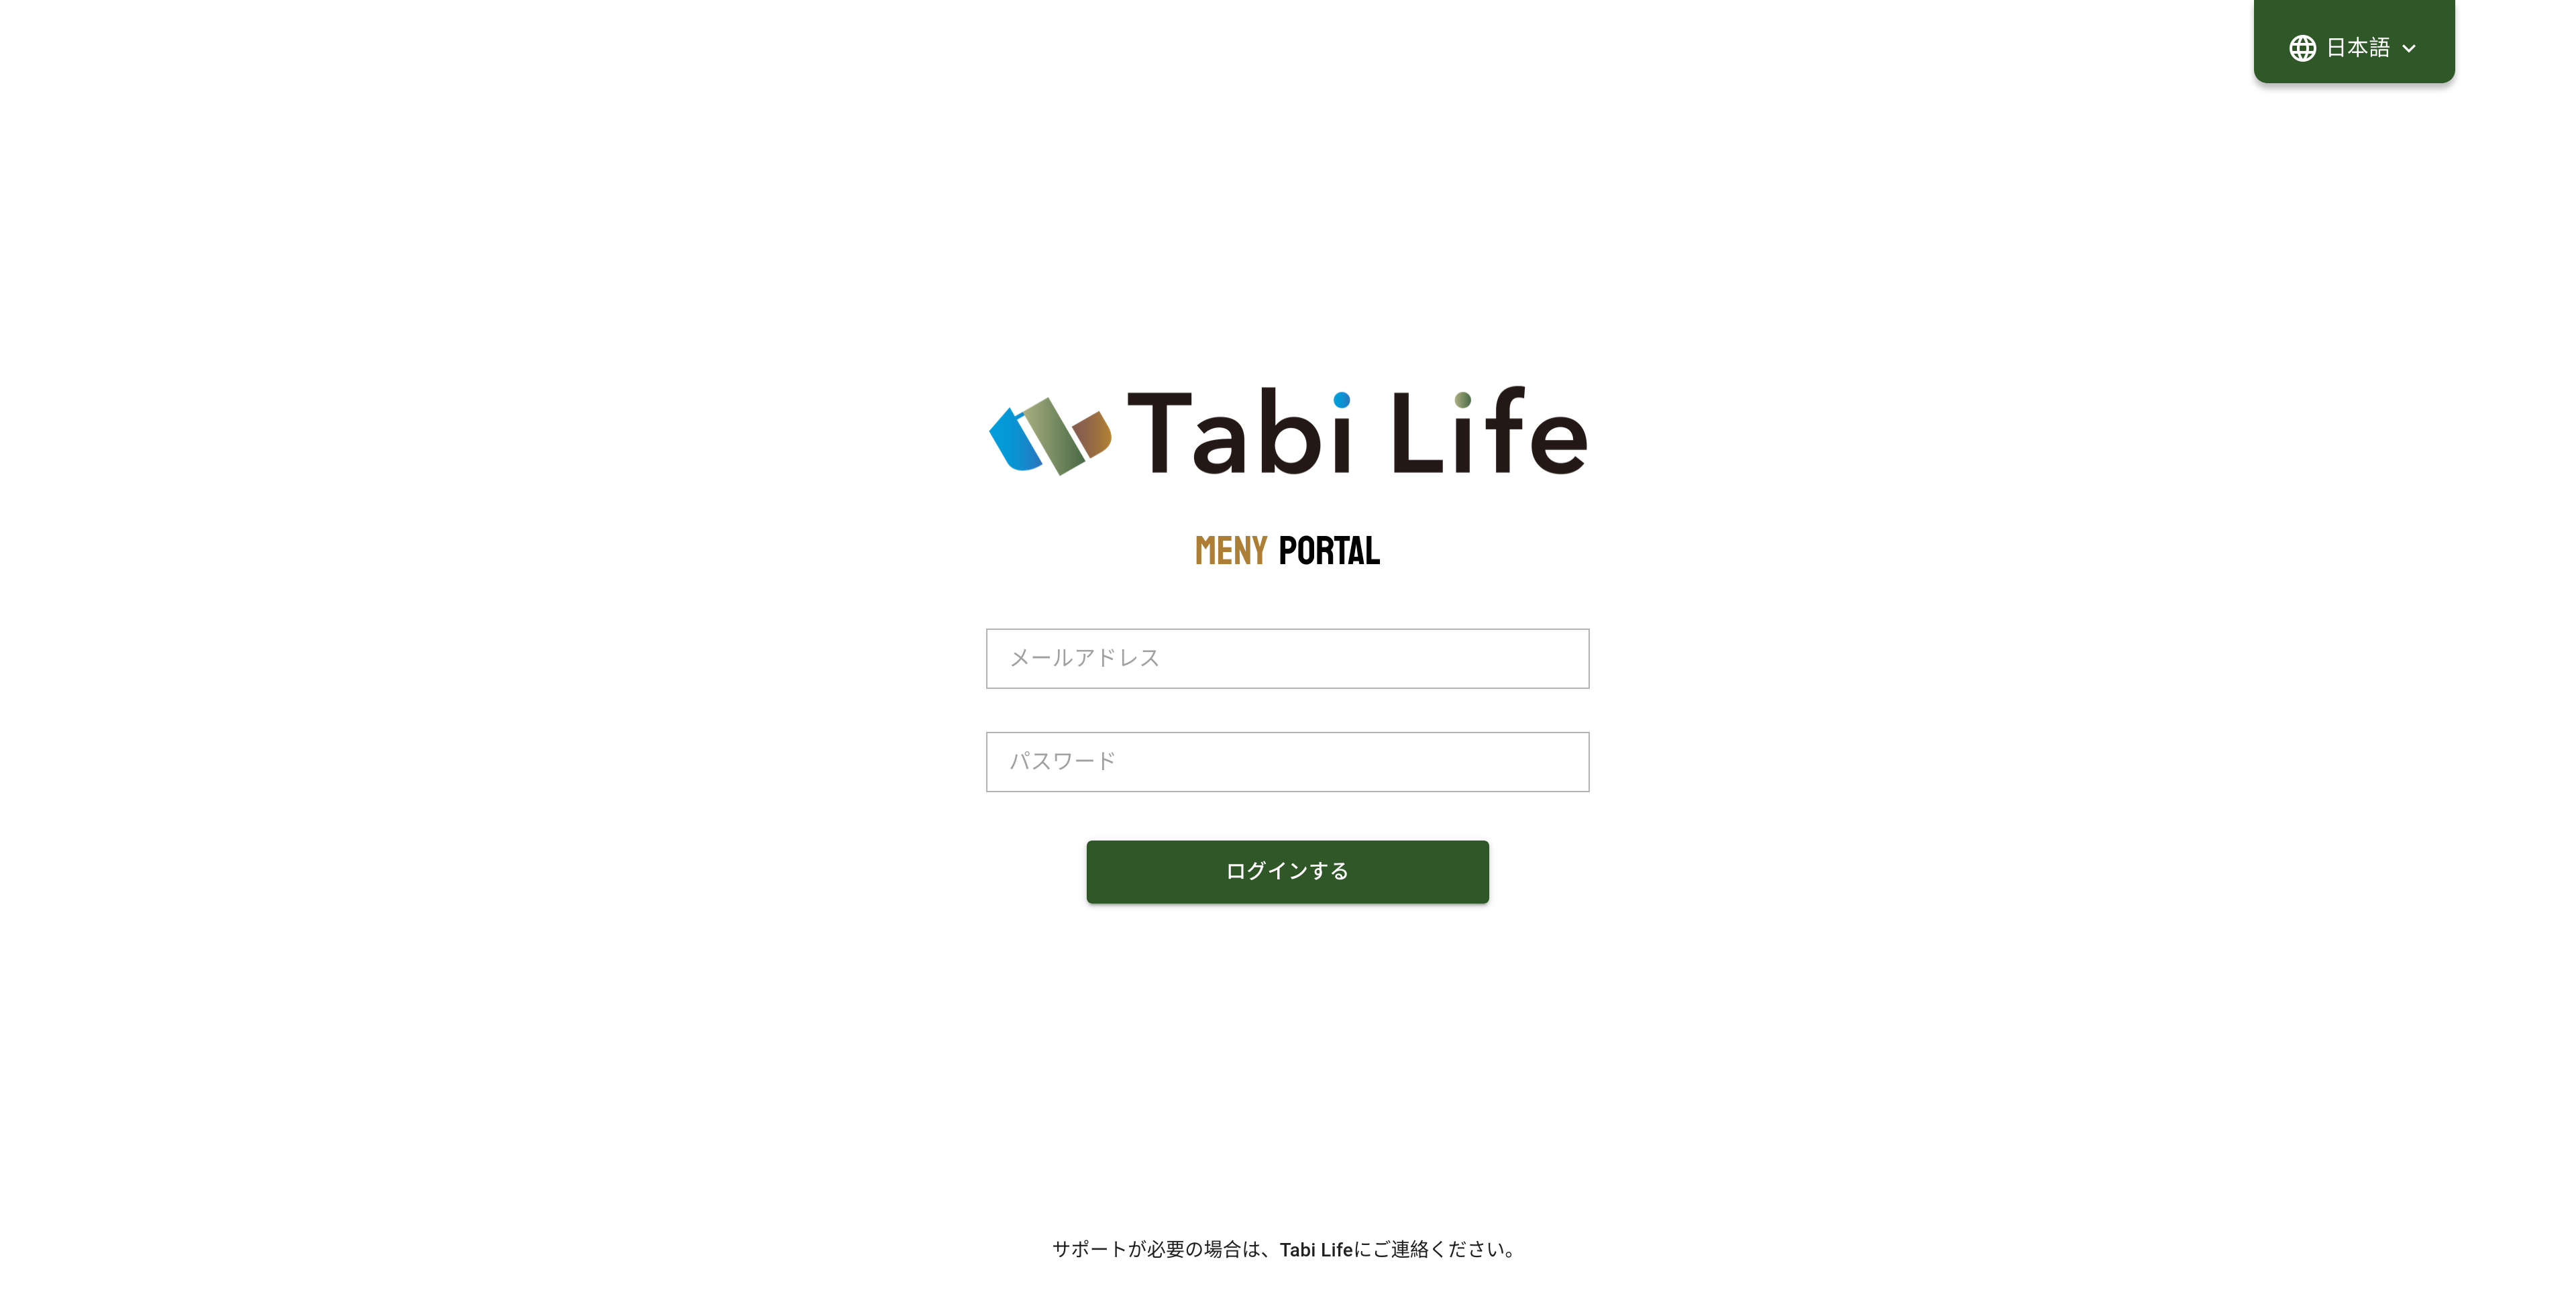 日本語
Tabi Life
MENY PORTAL
メールアドレス
パスワード
ログインする
サポートが必要の場合は、Tabi Lifeにご連絡ください。